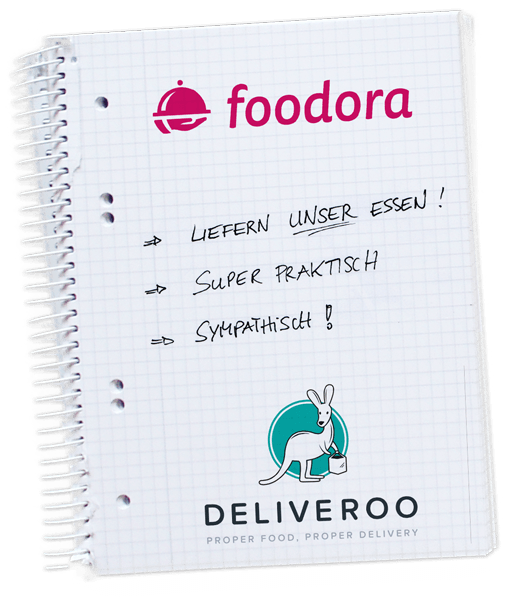 foodora
⇒ LIEFERN UNSER ESSEN!
⇒ SUPER PRAKTISCH
⇒ SYMPATHISCH!
DELIVEROO
PROPER FOOD, PROPER DELIVERY